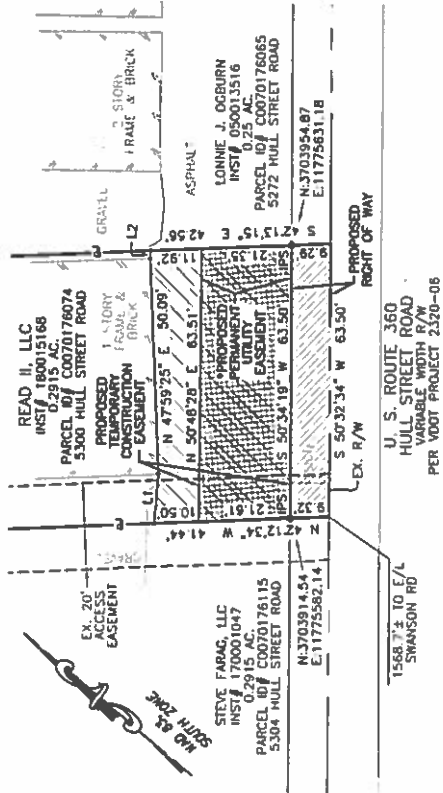 READ II, LLC
INST# 180015168
0.2915 AC.
PARCEL ID# C0070176074
5300 HULL STREET ROAD
PROPOSED
TEMPORARY
CONSTRUCTION
EASEMENT
1 STORY
FRAME &
BRICK
GRAVEL
L2
2 STORY
FRAME & BRICK
ASPHALT
EX. 20'
ACCESS
EASEMENT
L1
N 47'59'25" E 50.09'
N 50'48'28" E 63.51'
PROPOSED
PERMANENT
UTILITY
EASEMENT
S 50'34'19" W 63.50'
S 50'32'34" W 63.50'
N 42'12'34" W 41.44'
10.50
21.61'
IPS
9.32
S 42'13'15" E 42.56'
11.92'
21.35'
IPS
9.29'
LONNIE J. OGBURN
INST# 050013516
0.25 AC.
PARCEL ID# C0070176065
5272 HULL STREET ROAD
N:3703954.87
E:11775631.18
PROPOSED
RIGHT OF WAY
EX. R/W
NAD 83,
SOUTH ZONE
STEVE FARAG, LLC
INST# 170001047
0.2915 AC.
PARCEL ID# C0070176115
5304 HULL STREET ROAD
N:3703914.54
E:11775582.14
1568.7'± TO E/L
SWANSON RD
U. S. ROUTE 360
HULL STREET ROAD
VARIABLE WIDTH R/W
PER VDOT PROJECT 2320-06